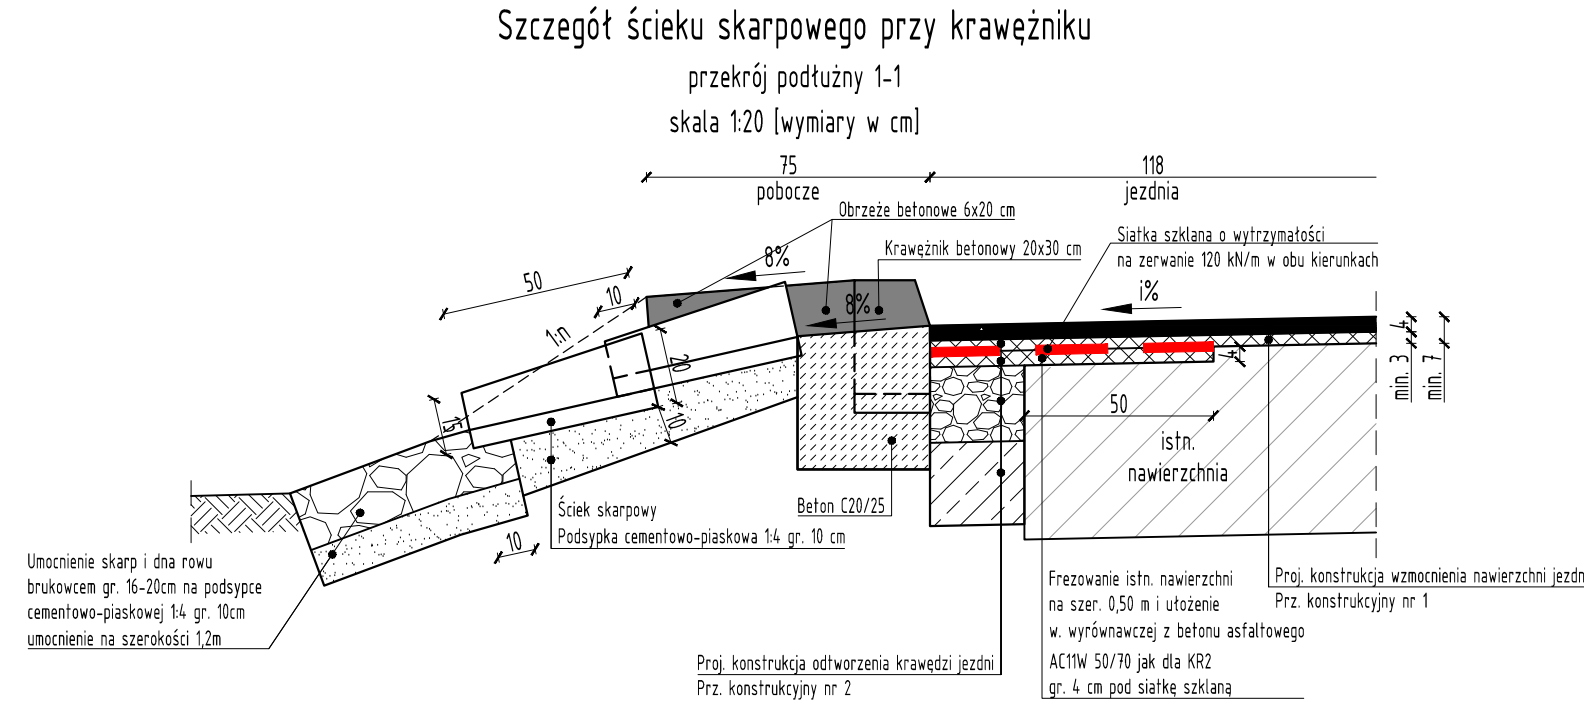 Szczegół ścieku skarpowego przy krawężniku
przekrój podłużny 1-1
skala 1:20 [wymiary w cm]
75
118
pobocze
jezdnia
Obrzeże betonowe 6x20 cm
Krawężnik betonowy 20x30 cm
Siatka szklana o wytrzymałości
na zerwanie 120 kN/m w obu kierunkach
8%
50
10
i%
8%
1:n
4
min. 3
min. 7
20
4
15
10
50
istn.
nawierzchnia
Beton C20/25
Ściek skarpowy
Podsypka cementowo-piaskowa 1:4 gr. 10 cm
10
Umocnienie skarp i dna rowu
brukowcem gr. 16-20cm na podsypce
cementowo-piaskowej 1:4 gr. 10cm
umocnienie na szerokości 1,2m
Frezowanie istn. nawierzchni
na szer. 0,50 m i ułożenie
w. wyrównawczej z betonu asfaltowego
AC11W 50/70 jak dla KR2
gr. 4 cm pod siatkę szklaną
Proj. konstrukcja wzmocnienia nawierzchni jezdn
Prz. konstrukcyjny nr 1
Proj. konstrukcja odtworzenia krawędzi jezdni
Prz. konstrukcyjny nr 2